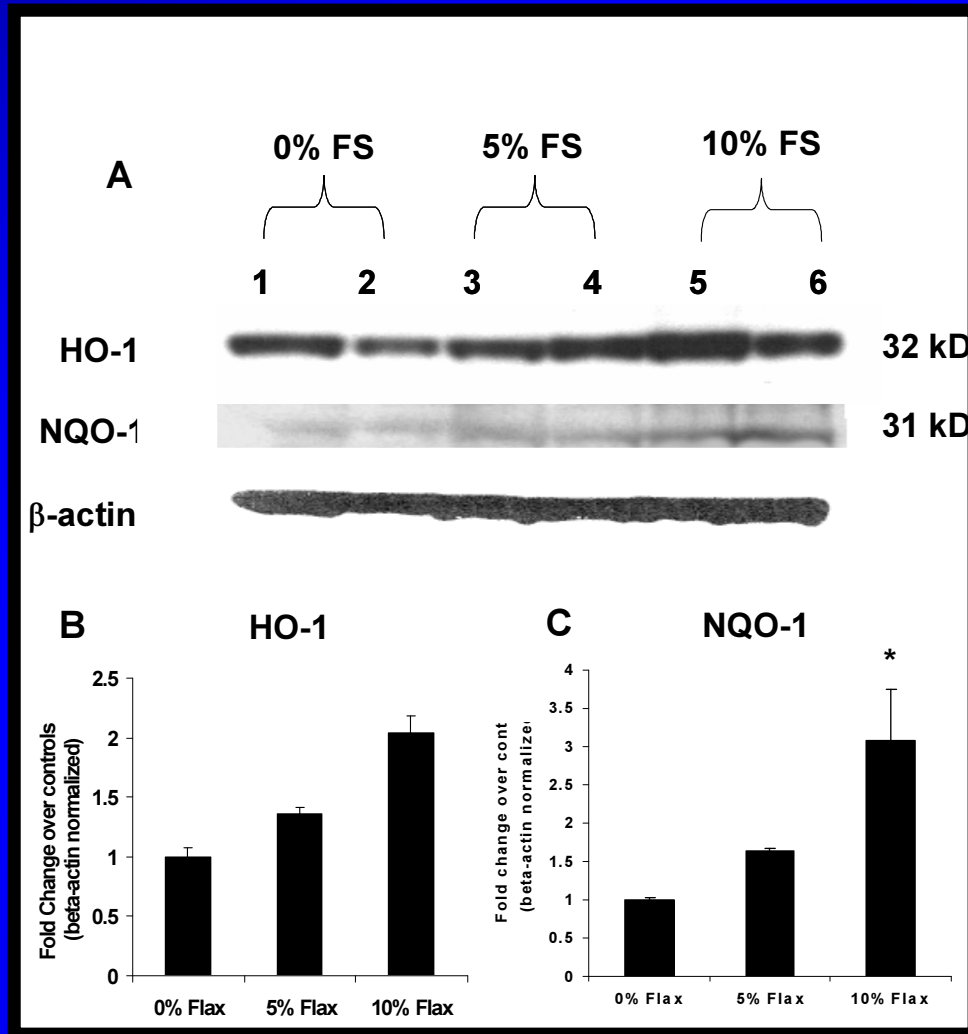 0% FS 5% FS 10% FS
A
1 2 3 4 5 6
HO-1 32 kD
NQO-1 31 kD
β-actin
B HO-1
Fold Change over controls
(beta-actin normalized)
2.5
2
1.5
1
0.5
0
0% Flax 5% Flax 10% Flax
C NQO-1
Fold change over cont
(beta-actin normalize
4
3.5
3
2.5
2
1.5
1
0.5
0
*
0% Flax 5% Flax 10% Flax